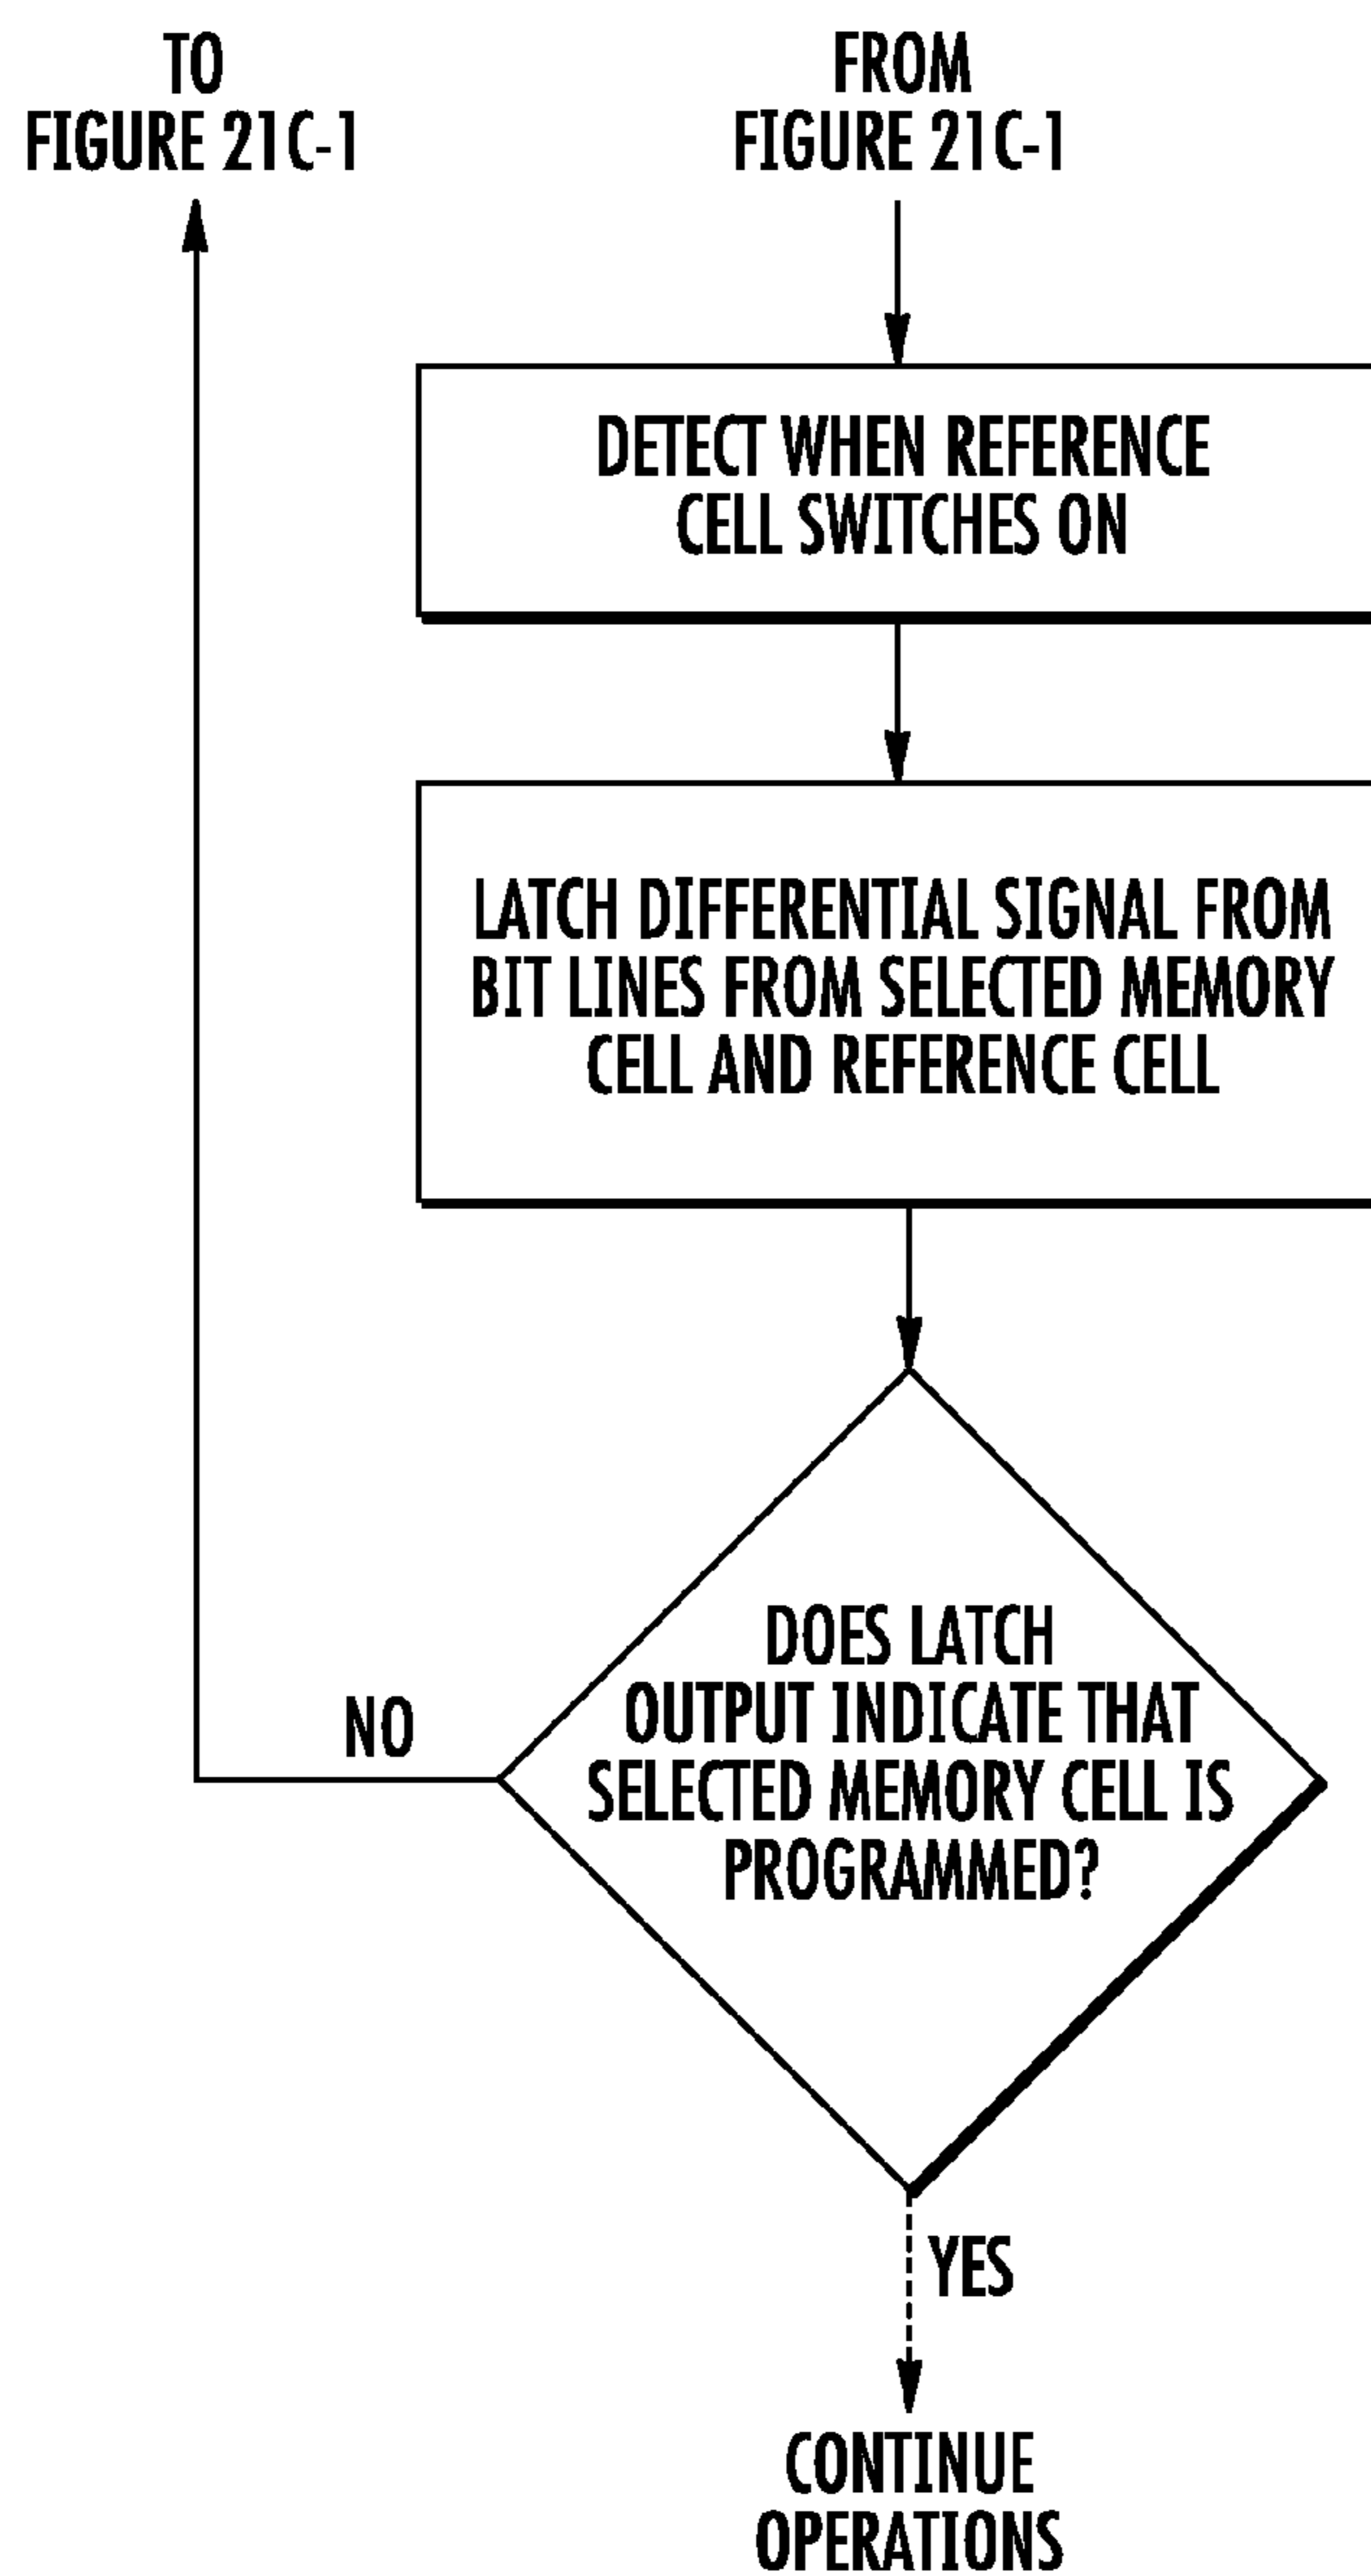 TO
FIGURE 21C-1
FROM
FIGURE 21C-1
DETECT WHEN REFERENCE
CELL SWITCHES ON
LATCH DIFFERENTIAL SIGNAL FROM
BIT LINES FROM SELECTED MEMORY
CELL AND REFERENCE CELL
DOES LATCH
OUTPUT INDICATE THAT
SELECTED MEMORY CELL IS
PROGRAMMED?
NO
YES
CONTINUE
OPERATIONS